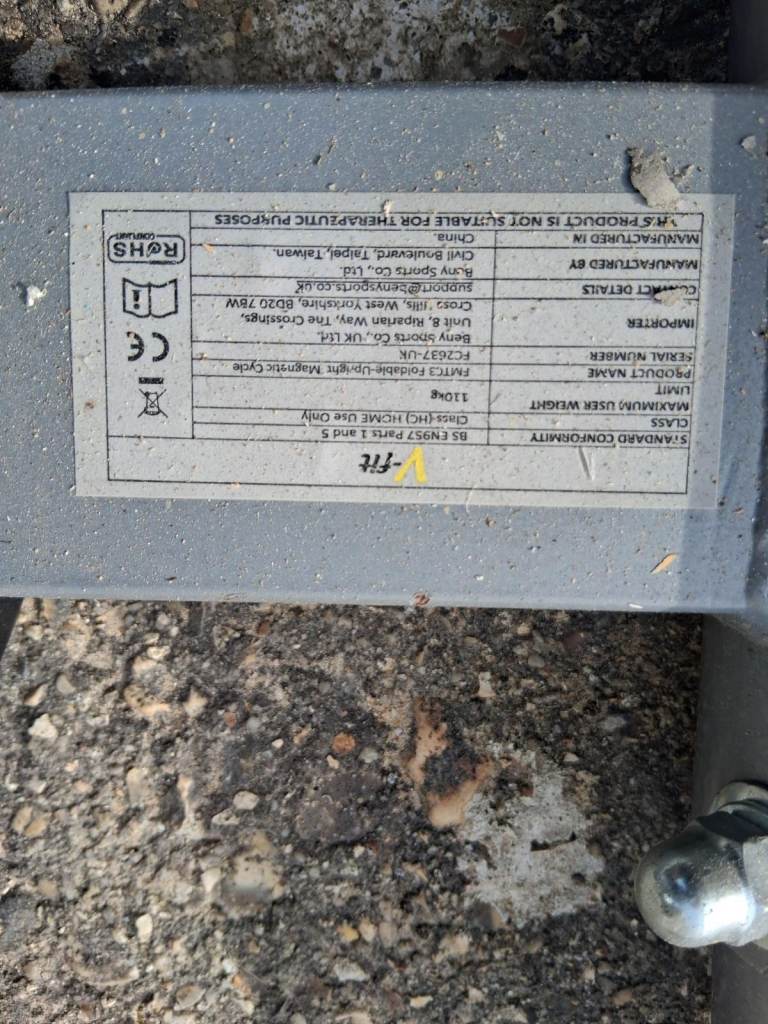 V-fit
STANDARD CONFORMITY BS EN957 Parts 1 and 5
CLASS Class (HC) HOME Use Only
MAXIMUM USER WEIGHT
LIMIT 110kg
PRODUCT NAME FMTC3 Foldable-Upright Magnetic Cycle
SERIAL NUMBER FC2637-UK
IMPORTER Beny Sports Co., UK Ltd.
Unit 8, Riparian Way, The Crossings,
Cross Hills, West Yorkshire, BD20 7BW
CONTACT DETAILS support@benysports.co.uk
MANUFACTURED BY Beny Sports Co., Ltd.
Civil Boulevard, Taipei, Taiwan.
MANUFACTURED IN China.
THIS PRODUCT IS NOT SUITABLE FOR THERAPEUTIC PURPOSES
CE
RoHS
COMPLIANT